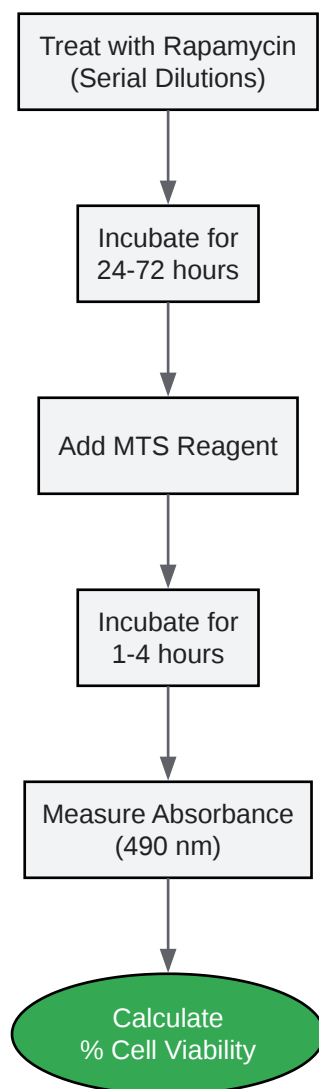 Treat with Rapamycin
(Serial Dilutions)
Incubate for
24-72 hours
Add MTS Reagent
Incubate for
1-4 hours
Measure Absorbance
(490 nm)
Calculate
% Cell Viability